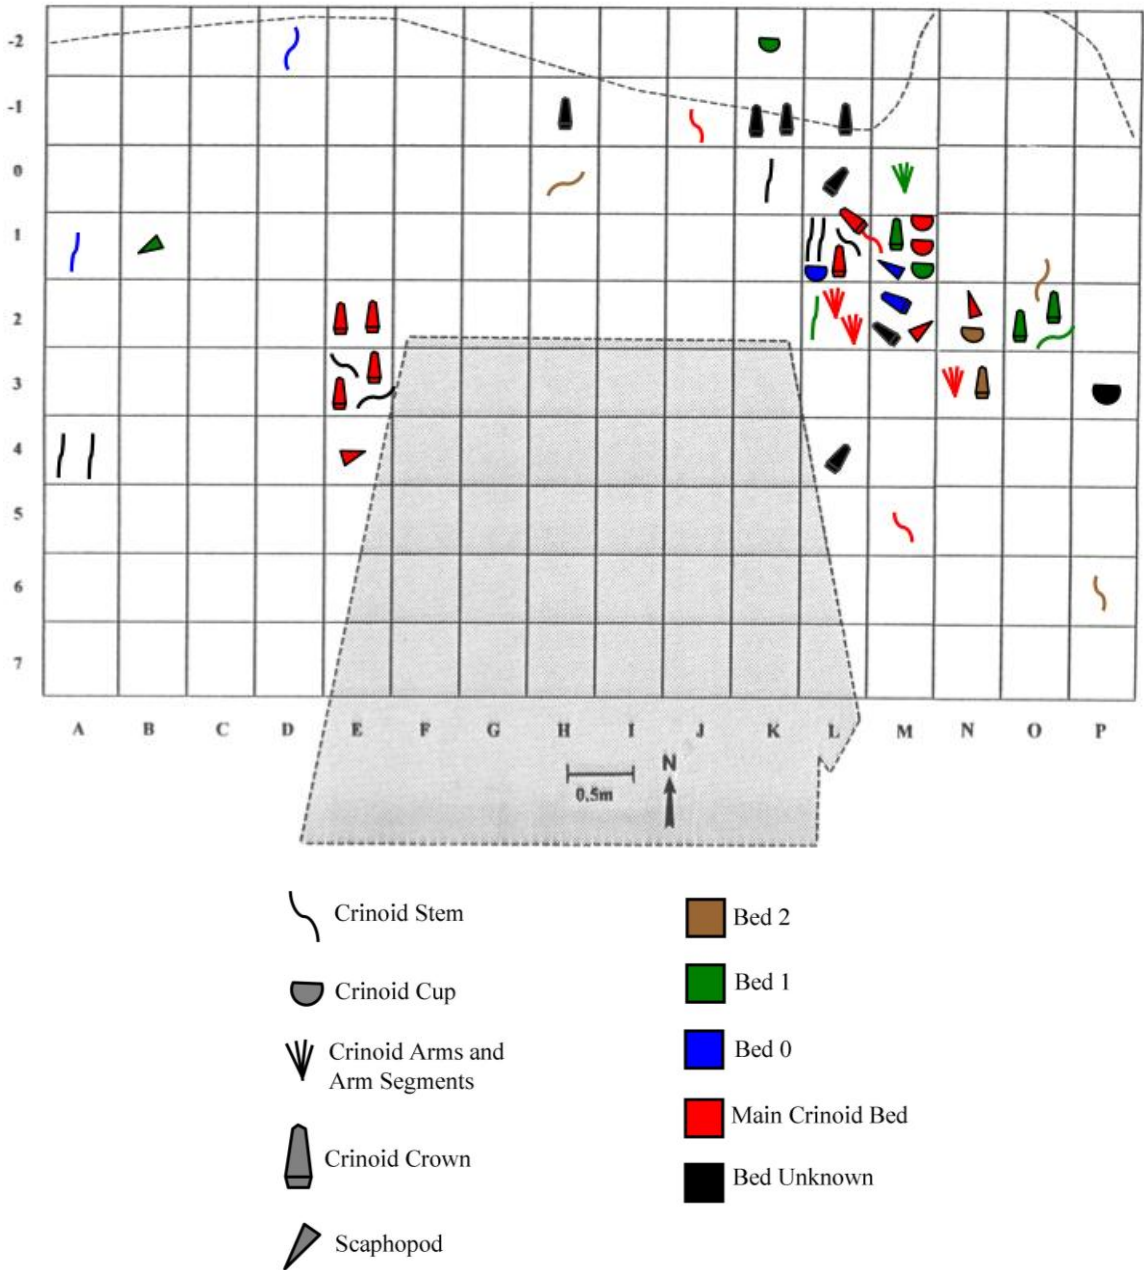 -2
-1
0
1
2
3
4
5
6
7
A B C D E F G H I J K L M N O P
N
0,5m
Crinoid Stem
Crinoid Cup
Crinoid Arms and
Arm Segments
Crinoid Crown
Scaphopod
Bed 2
Bed 1
Bed 0
Main Crinoid Bed
Bed Unknown